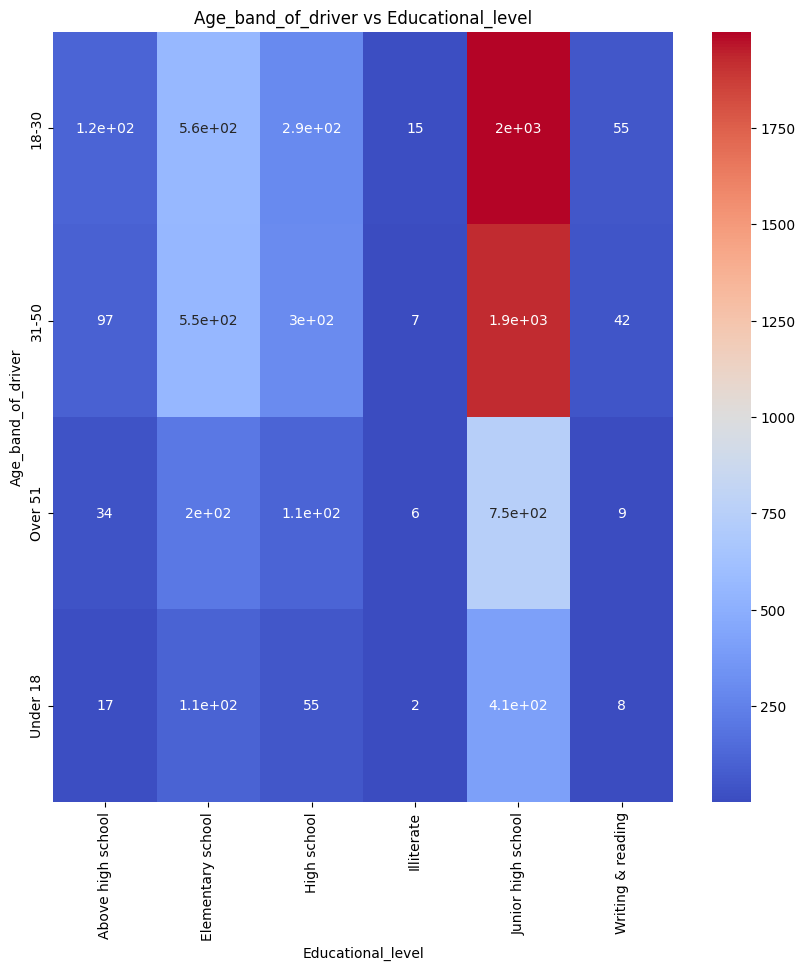 Age_band_of_driver vs Educational_level
18-30
1.2e+02 5.6e+02 2.9e+02 15 2e+03 55
31-50
97 5.5e+02 3e+02 7 1.9e+03 42
Over 51
34 2e+02 1.1e+02 6 7.5e+02 9
Under 18
17 1.1e+02 55 2 4.1e+02 8
Age_band_of_driver
Above high school
Elementary school
High school
Illiterate
Junior high school
Writing & reading
Educational_level
1750
1500
1250
1000
750
500
250